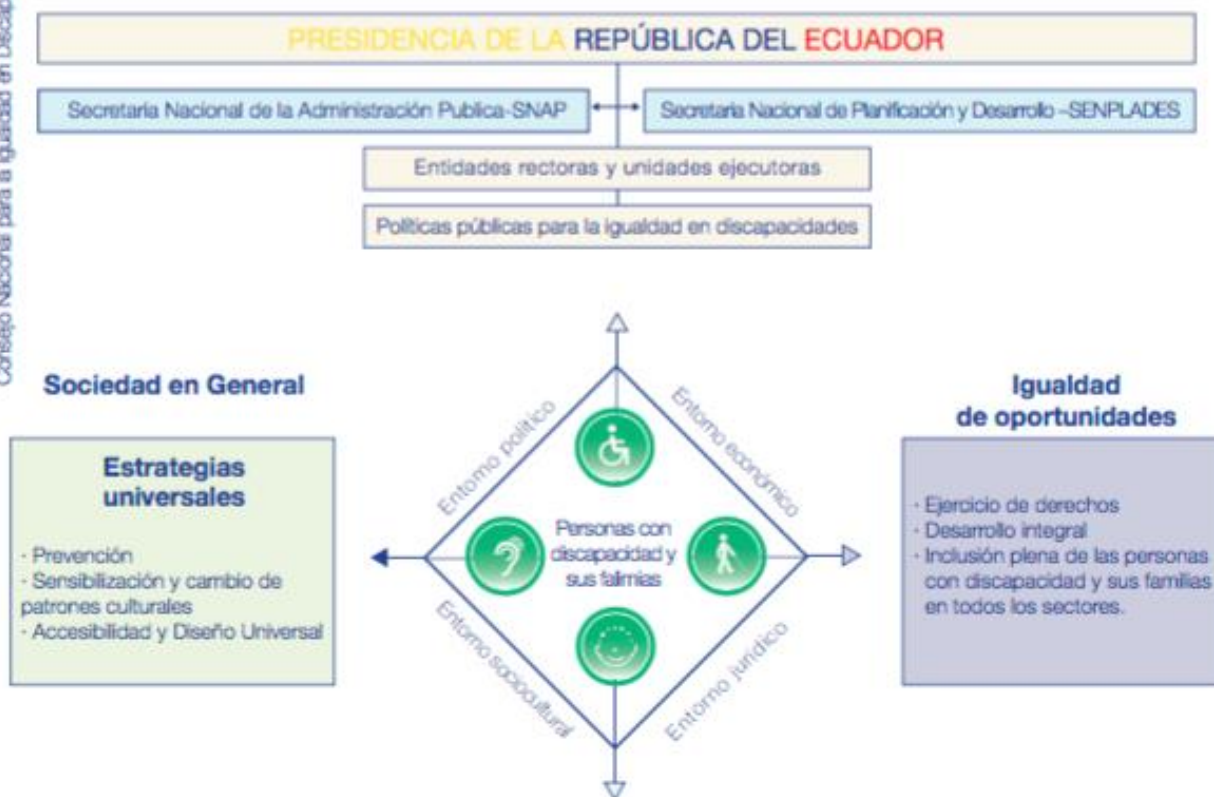 Consejo Nacional para a Igualdad en Discap
PRESIDENCIA DE LA REPÚBLICA DEL ECUADOR
Secretaria Nacional de la Administración Publica-SNAP
Secretaria Nacional de Planificación y Desarrollo –SENPLADES
Entidades rectoras y unidades ejecutoras
Políticas públicas para la igualdad en discapacidades
Sociedad en General
Estrategias
universales
· Prevención
· Sensibilización y cambio de
patrones culturales
· Accesibilidad y Diseño Universal
Entorno político
Entorno económico
Personas con
discapacidad y
sus falimias
Entorno sociocultural
Entorno jurídico
Igualdad
de oportunidades
· Ejercicio de derechos
· Desarrollo integral
· Inclusión plena de las personas
con discapacidad y sus familias
en todos los sectores.